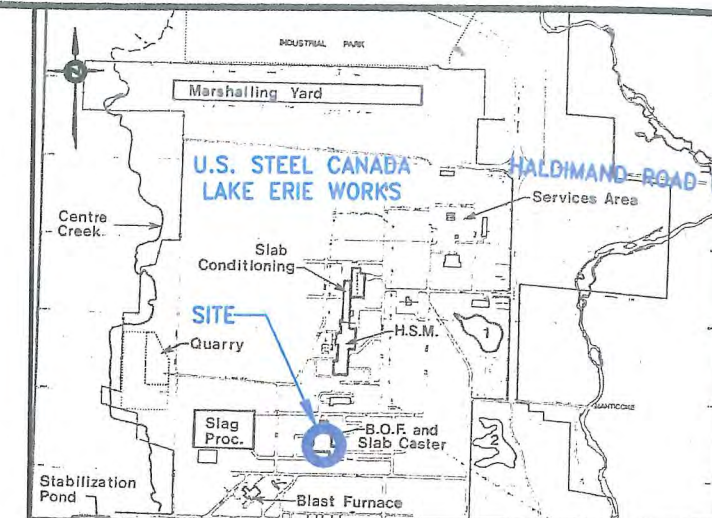 INDUSTRIAL PARK
Marshalling Yard
U.S. STEEL CANADA
LAKE ERIE WORKS
HALDIMAND ROAD
Services Area
Centre
Creek
Slab
Conditioning
SITE
Quarry
H.S.M.
1
NANTICOKE
Slag
Proc.
B.O.F. and
Slab Caster
2
Stabilization
Pond
Blast Furnace